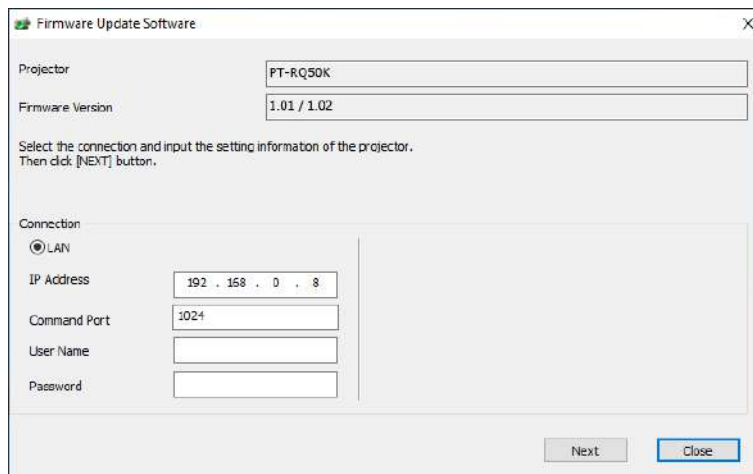 Firmware Update Software
Projector PT-RQ50K
Firmware Version 1.01 / 1.02
Select the connection and input the setting information of the projector.
Then click [NEXT] button.
Connection
LAN
IP Address 192 . 168 . 0 . 8
Command Port 1024
User Name
Password
Next Close